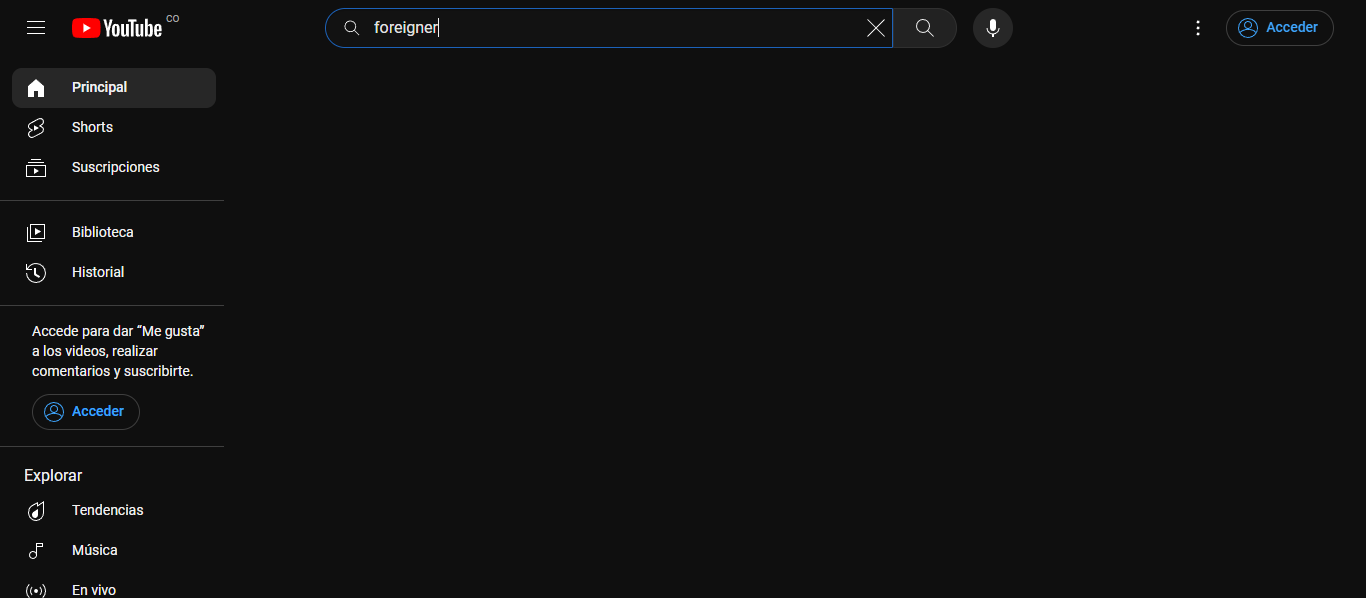 YouTube CO
foreigner
Acceder
Principal
Shorts
Suscripciones
Biblioteca
Historial
Accede para dar “Me gusta”
a los videos, realizar
comentarios y suscribirte.
Acceder
Explorar
Tendencias
Música
En vivo